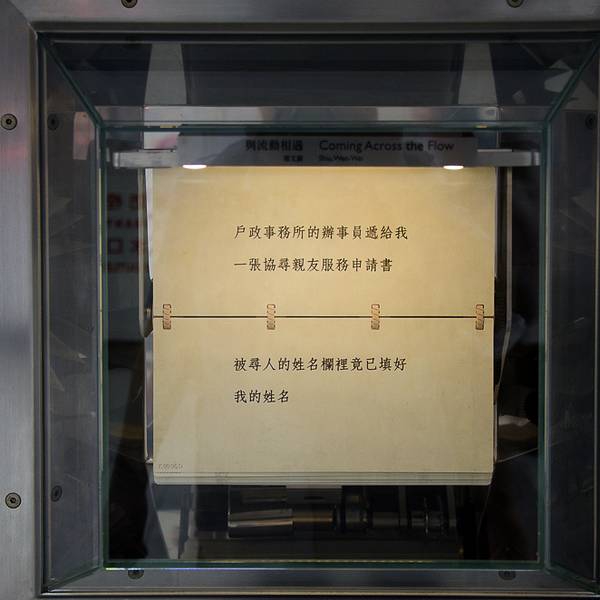 與流動相遇 Coming Across the Flow
戶政事務所的辦事員遞給我
一張協尋親友服務申請書
被尋人的姓名欄裡竟已填好
我的姓名